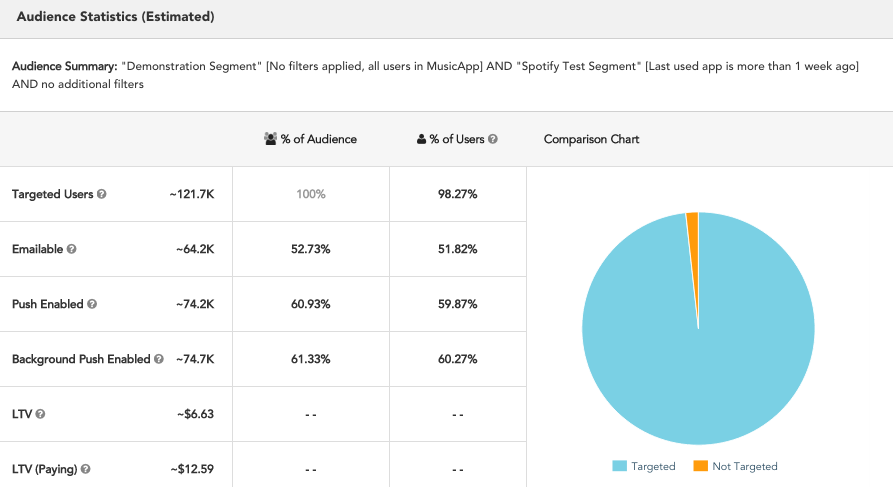 Audience Statistics (Estimated)
Audience Summary: "Demonstration Segment" [No filters applied, all users in MusicApp] AND "Spotify Test Segment" [Last used app is more than 1 week ago]
AND no additional filters
% of Audience % of Users Comparison Chart
Targeted Users ~121.7K 100% 98.27%
Emailable ~64.2K 52.73% 51.82%
Push Enabled ~74.2K 60.93% 59.87%
Background Push Enabled ~74.7K 61.33% 60.27%
LTV ~$6.63 -- --
LTV (Paying) ~$12.59 -- --
Targeted Not Targeted